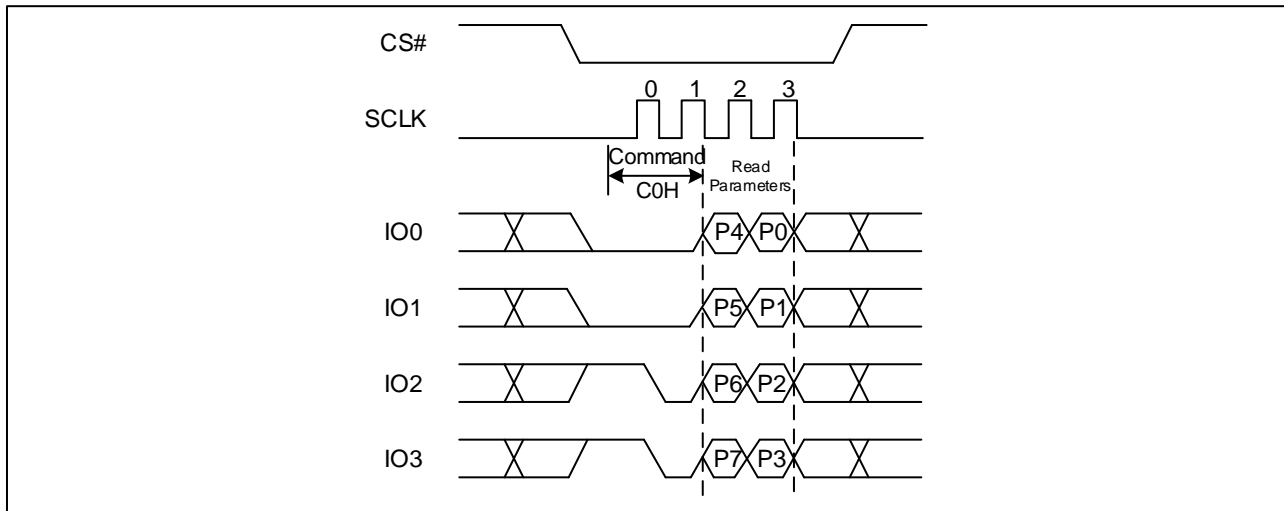 CS#
0 1 2 3
SCLK
Command
C0H
Read
Parameters
IO0
P4 P0
IO1
P5 P1
IO2
P6 P2
IO3
P7 P3